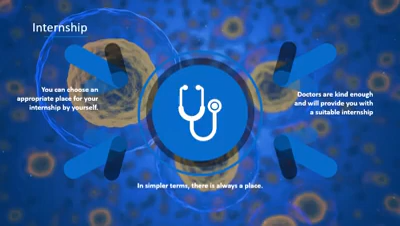 Internship
You can choose an
appropriate place for your
internship by yourself.
Doctors are kind enough
and will provide you with
a suitable internship
In simpler terms, there is always a place.